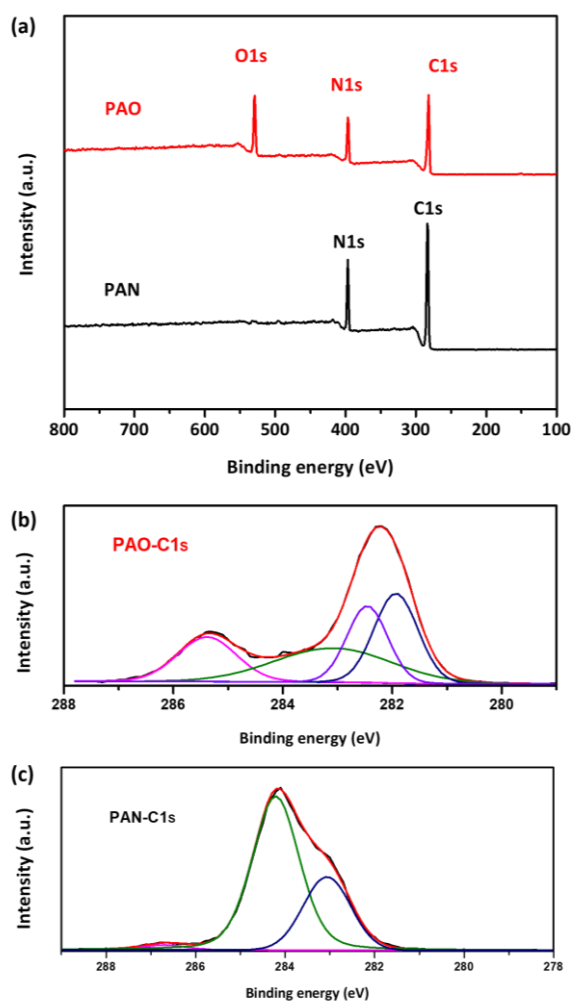 (a)
O1s
N1s
C1s
PAO
N1s
C1s
PAN
Intensity (a.u.)
800 700 600 500 400 300 200 100
Binding energy (eV)
(b)
PAO-C1s
Intensity (a.u.)
288 286 284 282 280
Binding energy (eV)
(c)
PAN-C1s
Intensity (a.u.)
288 286 284 282 280 278
Binding energy (eV)